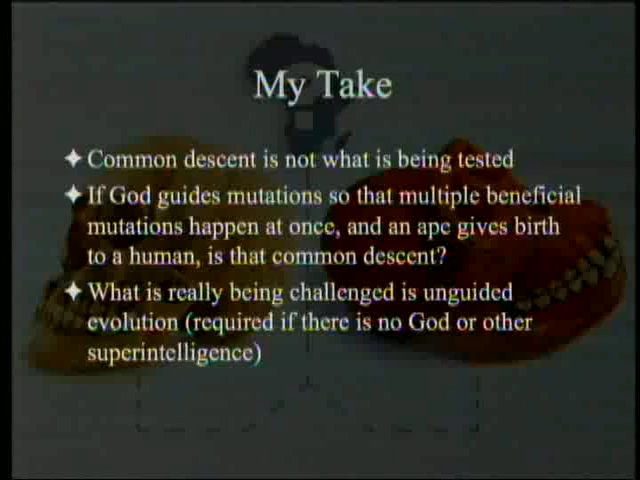 My Take
Common descent is not what is being tested
If God guides mutations so that multiple beneficial
mutations happen at once, and an ape gives birth
to a human, is that common descent?
What is really being challenged is unguided
evolution (required if there is no God or other
superintelligence)